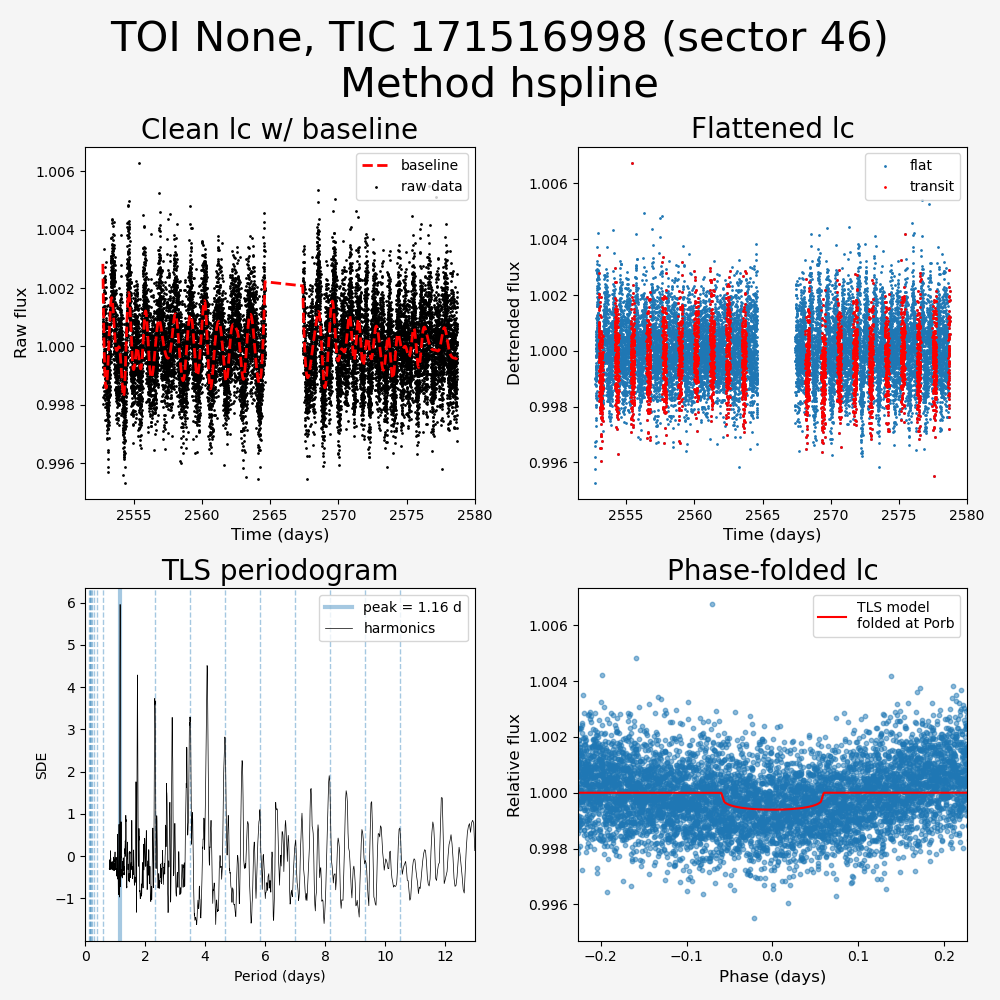 TOI None, TIC 171516998 (sector 46)
Method hspline
Clean lc w/ baseline
Flattened lc
baseline
raw data
flat
transit
1.006
1.004
1.002
1.000
0.998
0.996
Raw flux
2555
2560
2565
2570
2575
2580
Time (days)
1.006
1.004
1.002
1.000
0.998
0.996
Detrended flux
2555
2560
2565
2570
2575
2580
Time (days)
TLS periodogram
Phase-folded lc
peak = 1.16 d
harmonics
TLS model
folded at Porb
6
5
4
3
2
1
0
−1
SDE
0
2
4
6
8
10
12
Period (days)
1.006
1.004
1.002
1.000
0.998
0.996
Relative flux
−0.2
−0.1
0.0
0.1
0.2
Phase (days)